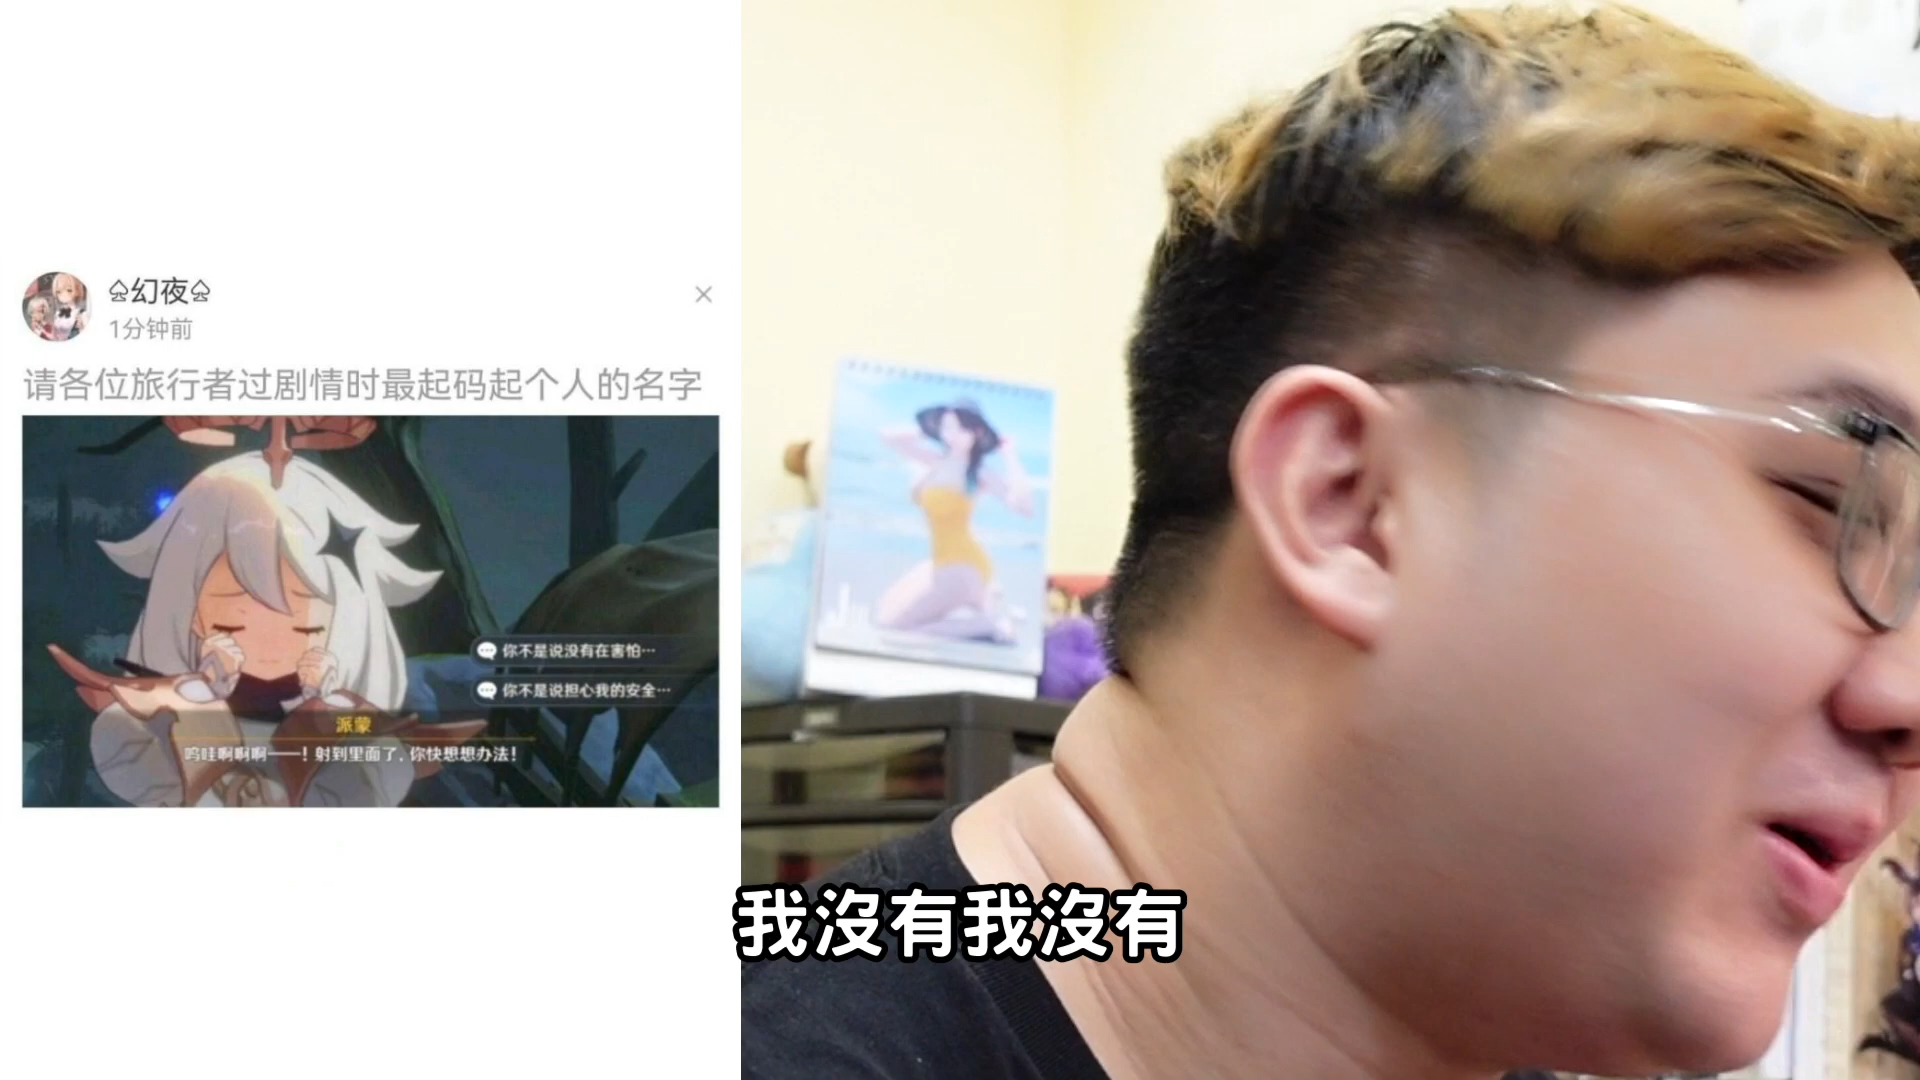 ♤幻夜♤
1分钟前
请各位旅行者过剧情时最起码起个人的名字
你不是说没有在害怕…
你不是说担心我的安全…
派蒙
呜哇啊啊啊——！射到里面了，你快想想办法！
我沒有我沒有